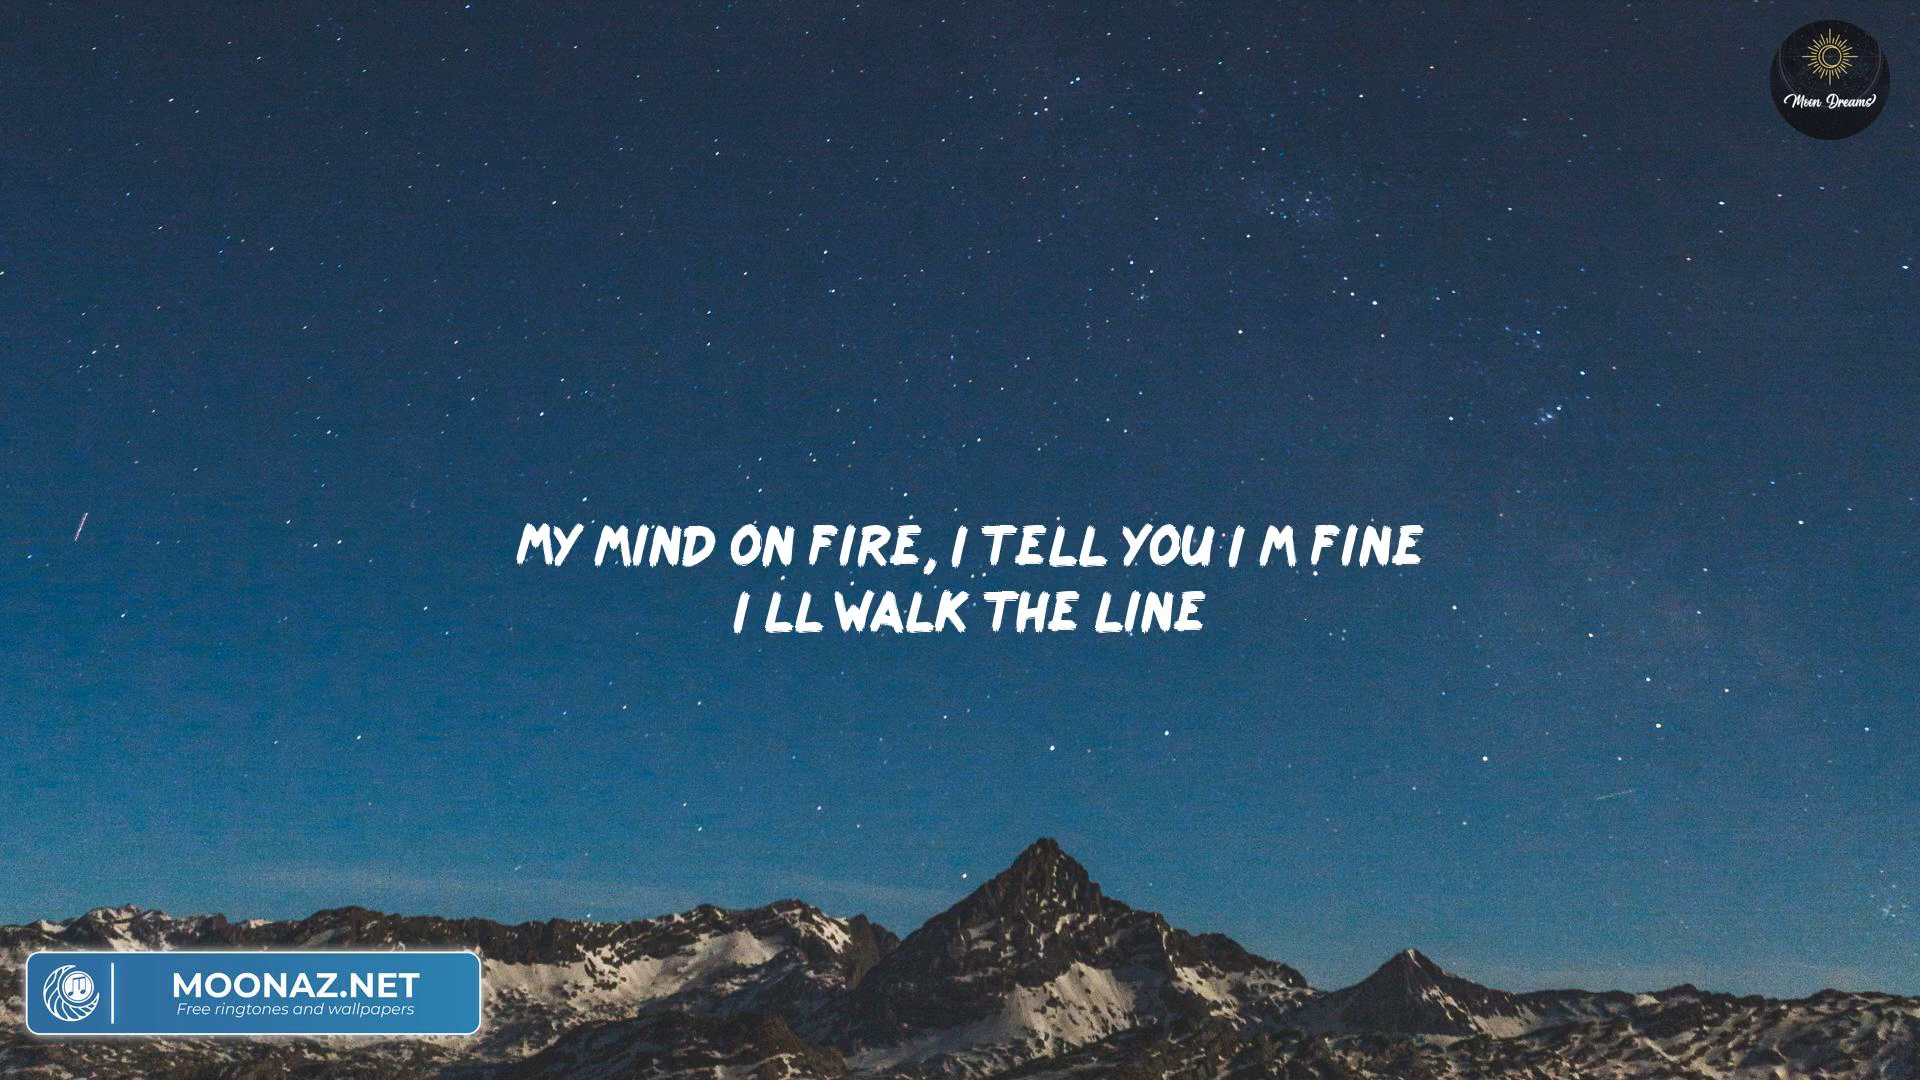 Moon Dreams
MY MIND ON FIRE, I TELL YOU I M FINE
I LL WALK THE LINE
MOONAZ.NET
Free ringtones and wallpapers